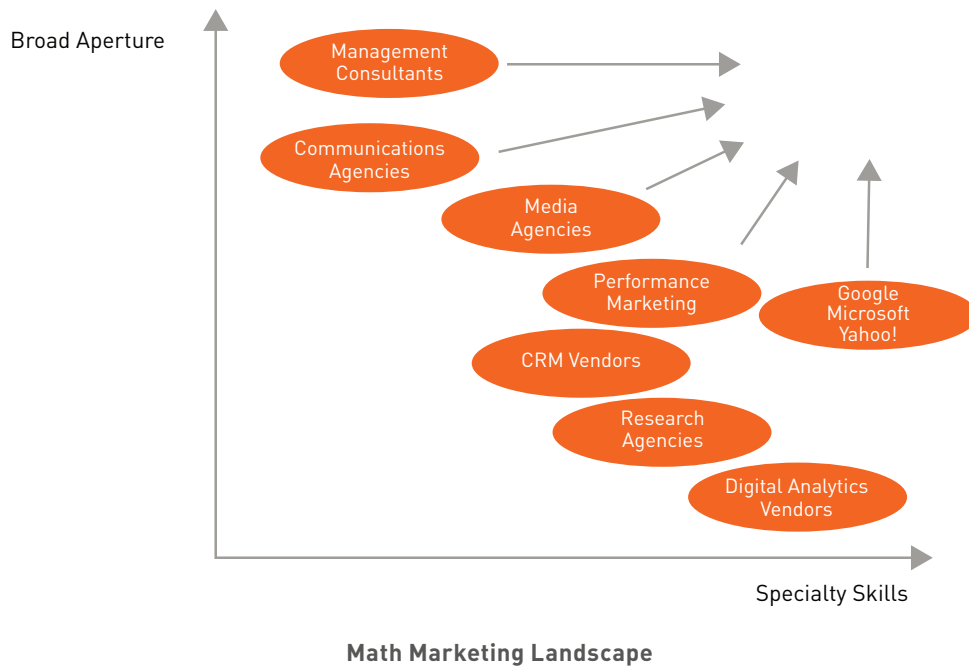 Broad Aperture
Management
Consultants
Communications
Agencies
Media
Agencies
Performance
Marketing
Google
Microsoft
Yahoo!
CRM Vendors
Research
Agencies
Digital Analytics
Vendors
Specialty Skills
Math Marketing Landscape